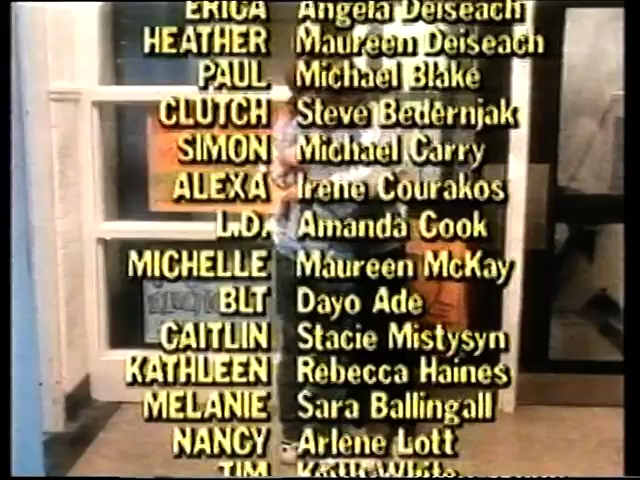 ERICA Angela Deiseach
HEATHER Maureen Deiseach
PAUL Michael Blake
CLUTCH Steve Bedernjak
SIMON Michael Carry
ALEXA Irene Courakos
L.D. Amanda Cook
MICHELLE Maureen McKay
BLT Dayo Ade
CAITLIN Stacie Mistysyn
KATHLEEN Rebecca Haines
MELANIE Sara Ballingall
NANCY Arlene Lott
TIM Keith White